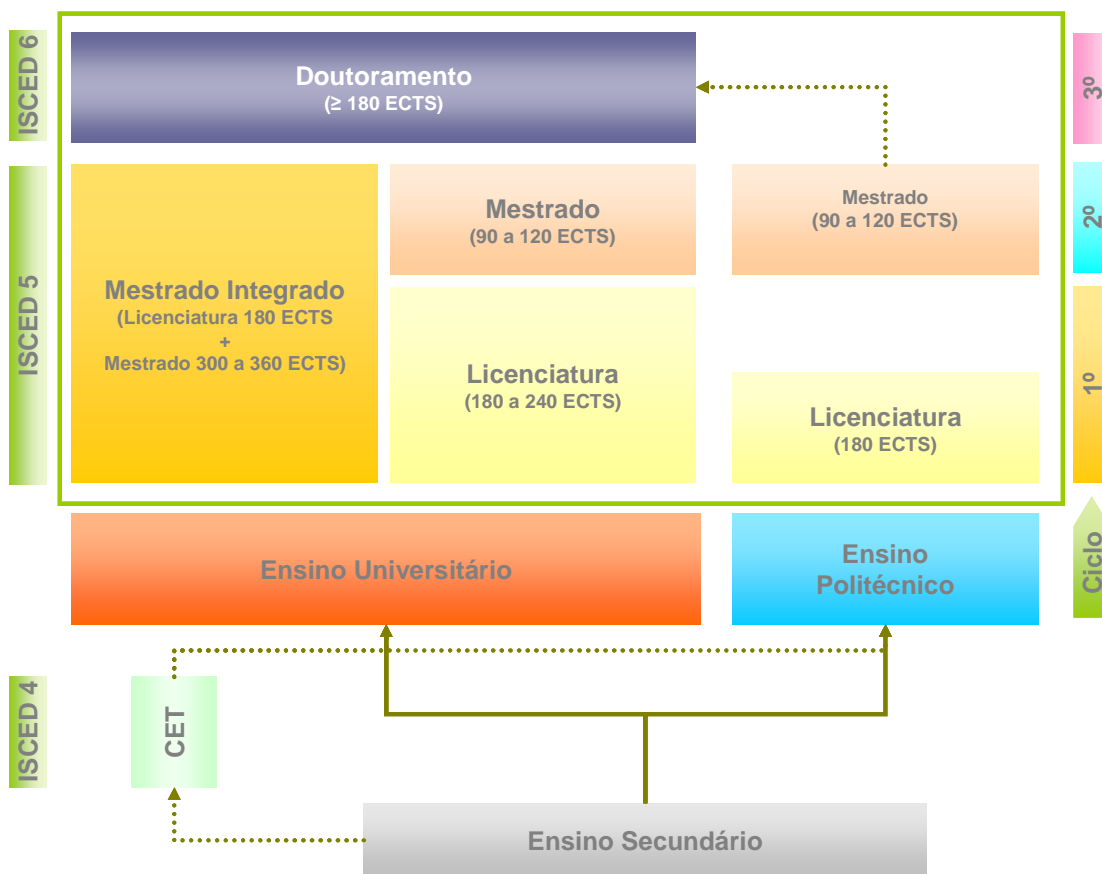 ISCED 6
Doutoramento
(≥ 180 ECTS)
3º
ISCED 5
Mestrado Integrado
(Licenciatura 180 ECTS
+
Mestrado 300 a 360 ECTS)
Mestrado
(90 a 120 ECTS)
Mestrado
(90 a 120 ECTS)
2º
Licenciatura
(180 a 240 ECTS)
Licenciatura
(180 ECTS)
1º
Ensino Universitário
Ensino
Politécnico
Ciclo
ISCED 4
CET
Ensino Secundário